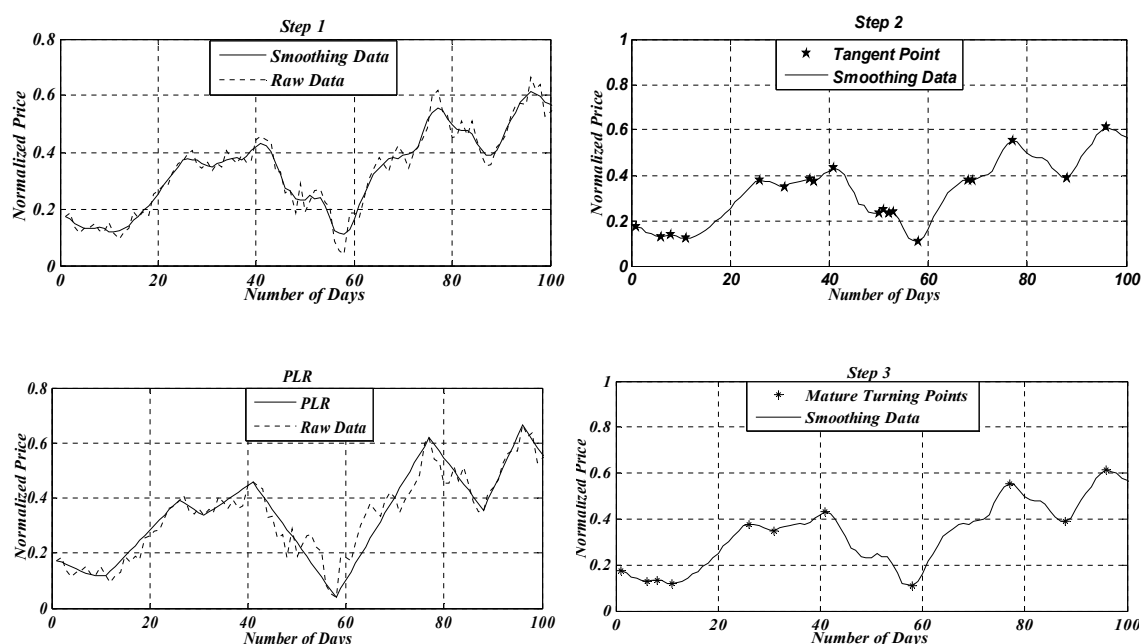 Step 1
0.8
0.6
0.4
0.2
0
Normalized Price
Smoothing Data
Raw Data
0
20
40
60
80
100
Number of Days
Step 2
1
0.8
0.6
0.4
0.2
0
Normalized Price
Tangent Point
Smoothing Data
0
20
40
60
80
100
Number of Days
PLR
0.8
0.6
0.4
0.2
0
Normalized Price
PLR
Raw Data
0
20
40
60
80
100
Number of Days
Step 3
1
0.8
0.6
0.4
0.2
0
Normalized Price
Mature Turning Points
Smoothing Data
0
20
40
60
80
100
Number of Days